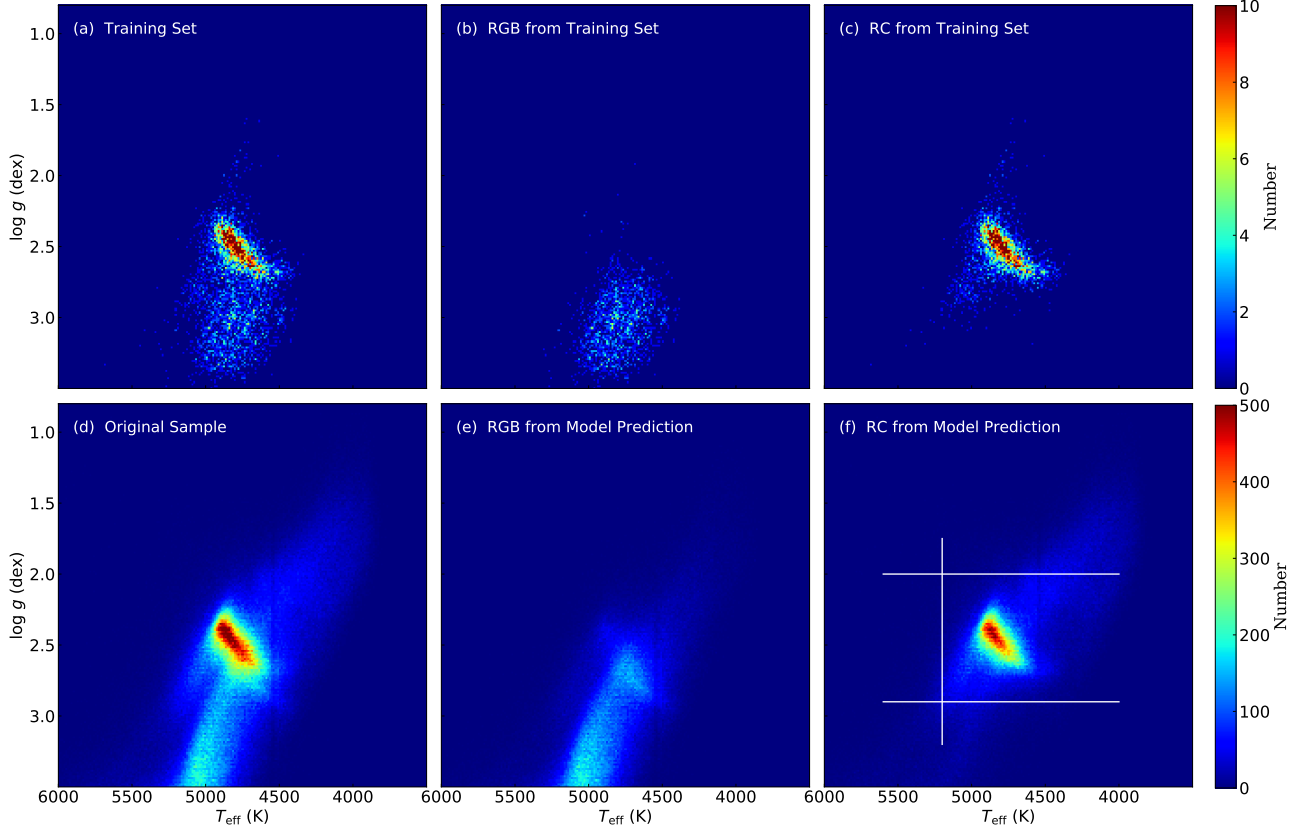 (a) Training Set
(b) RGB from Training Set
(c) RC from Training Set
1.0
1.5
2.0
2.5
3.0
log g (dex)
10
8
6
4
2
0
Number
(d) Original Sample
(e) RGB from Model Prediction
(f) RC from Model Prediction
1.0
1.5
2.0
2.5
3.0
log g (dex)
500
400
300
200
100
0
Number
6000 5500 5000 4500 4000 6000 5500 5000 4500 4000 6000 5500 5000 4500 4000
Teff (K) Teff (K) Teff (K)